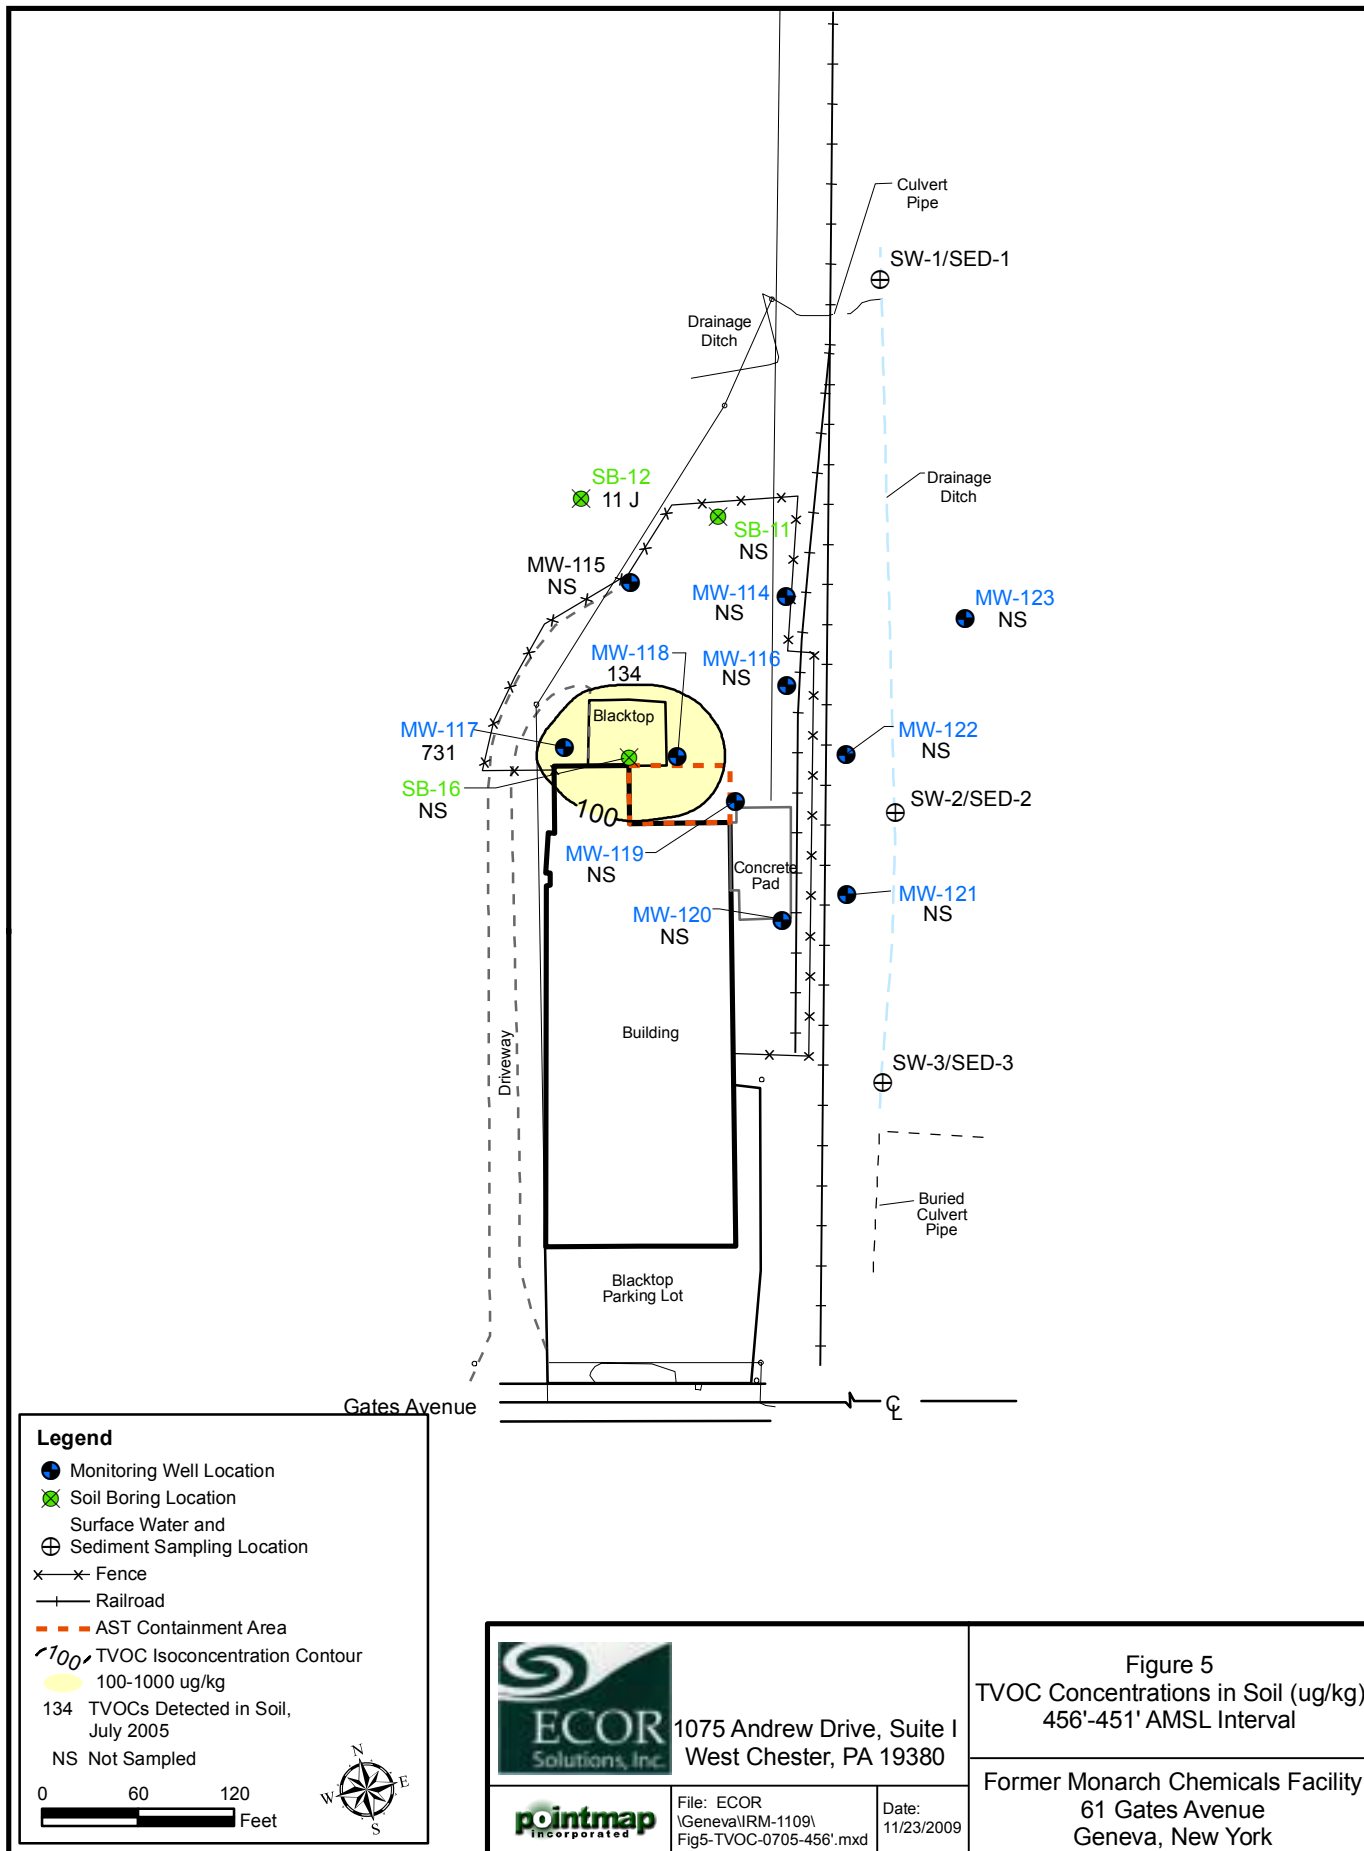 Culvert
Pipe
SW-1/SED-1
Drainage
Ditch
SB-12
11 J
Drainage
Ditch
SB-11
NS
MW-115
NS
MW-114
NS
MW-123
NS
MW-118
134
MW-116
NS
Blacktop
MW-117
731
MW-122
NS
SB-16
NS
SW-2/SED-2
100
MW-119
NS
Concrete
Pad
MW-121
NS
MW-120
NS
Building
Driveway
SW-3/SED-3
Buried
Culvert
Pipe
Blacktop
Parking Lot
Gates Avenue
CL
Legend
Monitoring Well Location
Soil Boring Location
Surface Water and
Sediment Sampling Location
Fence
Railroad
AST Containment Area
100 TVOC Isoconcentration Contour
100-1000 ug/kg
134 TVOCs Detected in Soil,
July 2005
NS Not Sampled
0 60 120
Feet
N
E
S
W
ECOR
Solutions, Inc.
1075 Andrew Drive, Suite I
West Chester, PA 19380
Figure 5
TVOC Concentrations in Soil (ug/kg)
456'-451' AMSL Interval
pointmap
incorporated
File: ECOR
\Geneva\IRM-1109\
Fig5-TVOC-0705-456'.mxd
Date:
11/23/2009
Former Monarch Chemicals Facility
61 Gates Avenue
Geneva, New York